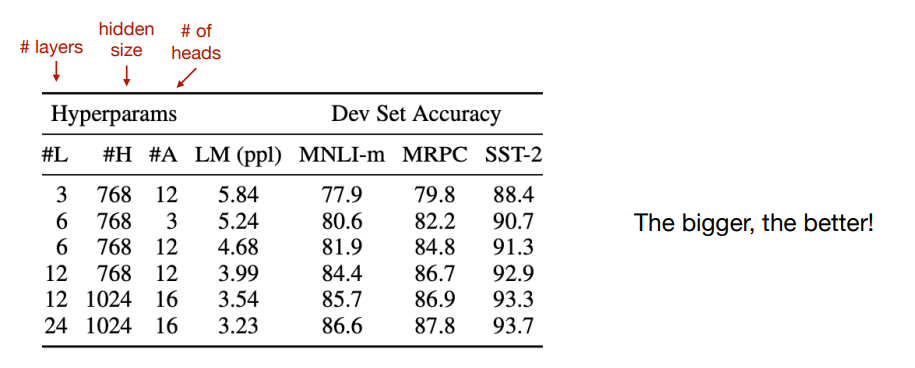 # layers
hidden
size
# of
heads
Hyperparams Dev Set Accuracy
#L #H #A LM (ppl) MNLI-m MRPC SST-2
3 768 12 5.84 77.9 79.8 88.4
6 768 3 5.24 80.6 82.2 90.7
6 768 12 4.68 81.9 84.8 91.3
12 768 12 3.99 84.4 86.7 92.9
12 1024 16 3.54 85.7 86.9 93.3
24 1024 16 3.23 86.6 87.8 93.7
The bigger, the better!